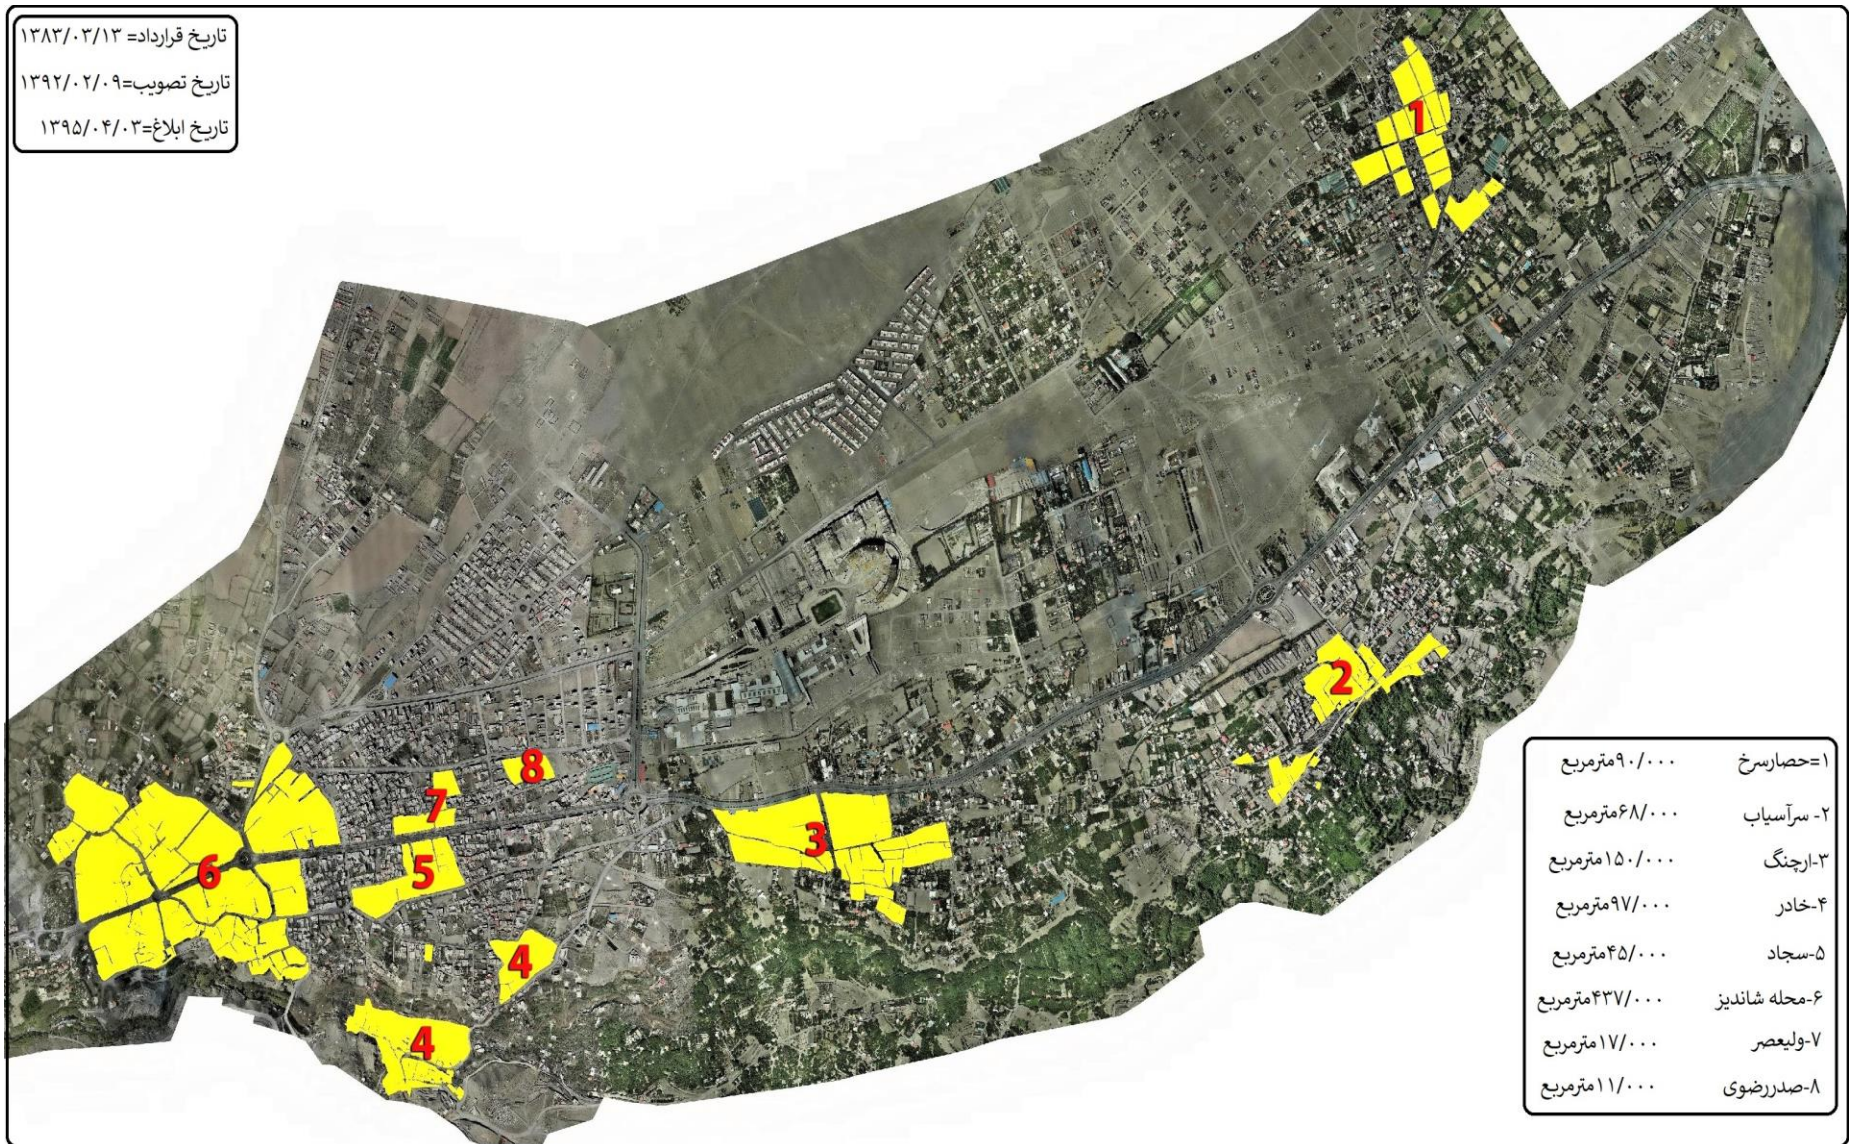 تاریخ قرارداد= ۱۳۸۳/۰۳/۱۳
تاریخ تصویب=۱۳۹۲/۰۲/۰۹
تاریخ ابلاغ=۱۳۹۵/۰۴/۰۳
1
2
8
7
3
6
5
4
4
۱=حصارسرخ ۹۰/۰۰۰مترمربع
۲- سرآسیاب ۶۸/۰۰۰مترمربع
۳-ارچنگ ۱۵۰/۰۰۰مترمربع
۴-خادر ۹۷/۰۰۰مترمربع
۵-سجاد ۴۵/۰۰۰مترمربع
۶-محله شاندیز ۴۳۷/۰۰۰مترمربع
۷-ولیعصر ۱۷/۰۰۰مترمربع
۸-صدررضوی ۱۱/۰۰۰مترمربع